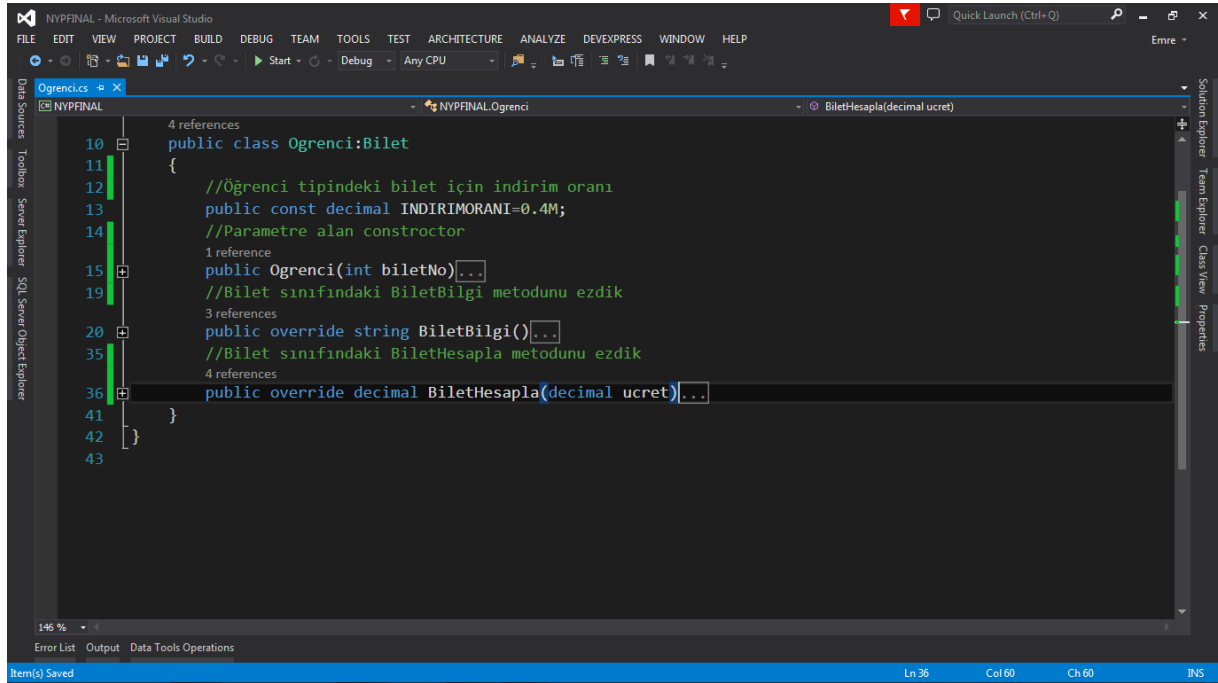 NYPFINAL - Microsoft Visual Studio
Quick Launch (Ctrl+Q)
FILE EDIT VIEW PROJECT BUILD DEBUG TEAM TOOLS TEST ARCHITECTURE ANALYZE DEVEXPRESS WINDOW HELP
Emre
Start Debug Any CPU
Data Sources
Toolbox
Server Explorer
SQL Server Object Explorer
Ogrenci.cs
C# NYPFINAL NYPFINAL.Ogrenci BiletHesapla(decimal ucret)
4 references
10 public class Ogrenci:Bilet
11 {
12 //Öğrenci tipindeki bilet için indirim oranı
13 public const decimal INDIRIMORANI=0.4M;
14 //Parametre alan constroctor
1 reference
15 public Ogrenci(int biletNo)...
19 //Bilet sınıfındaki BiletBilgi metodunu ezdik
3 references
20 public override string BiletBilgi()...
35 //Bilet sınıfındaki BiletHesapla metodunu ezdik
4 references
36 public override decimal BiletHesapla(decimal ucret)...
41 }
42 }
43
Solution Explorer
Team Explorer
Class View
Properties
146 %
Error List Output Data Tools Operations
Item(s) Saved Ln 36 Col 60 Ch 60 INS